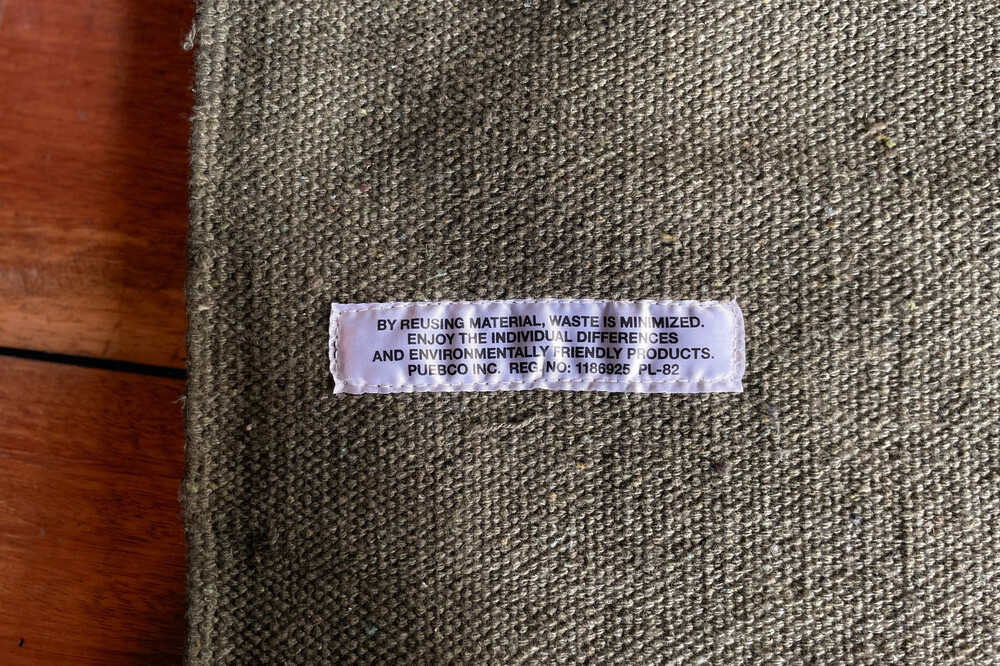 BY REUSING MATERIAL, WASTE IS MINIMIZED.
ENJOY THE INDIVIDUAL DIFFERENCES
AND ENVIRONMENTALLY FRIENDLY PRODUCTS.
PUEBCO INC. REG. NO: 1186925 PL-82